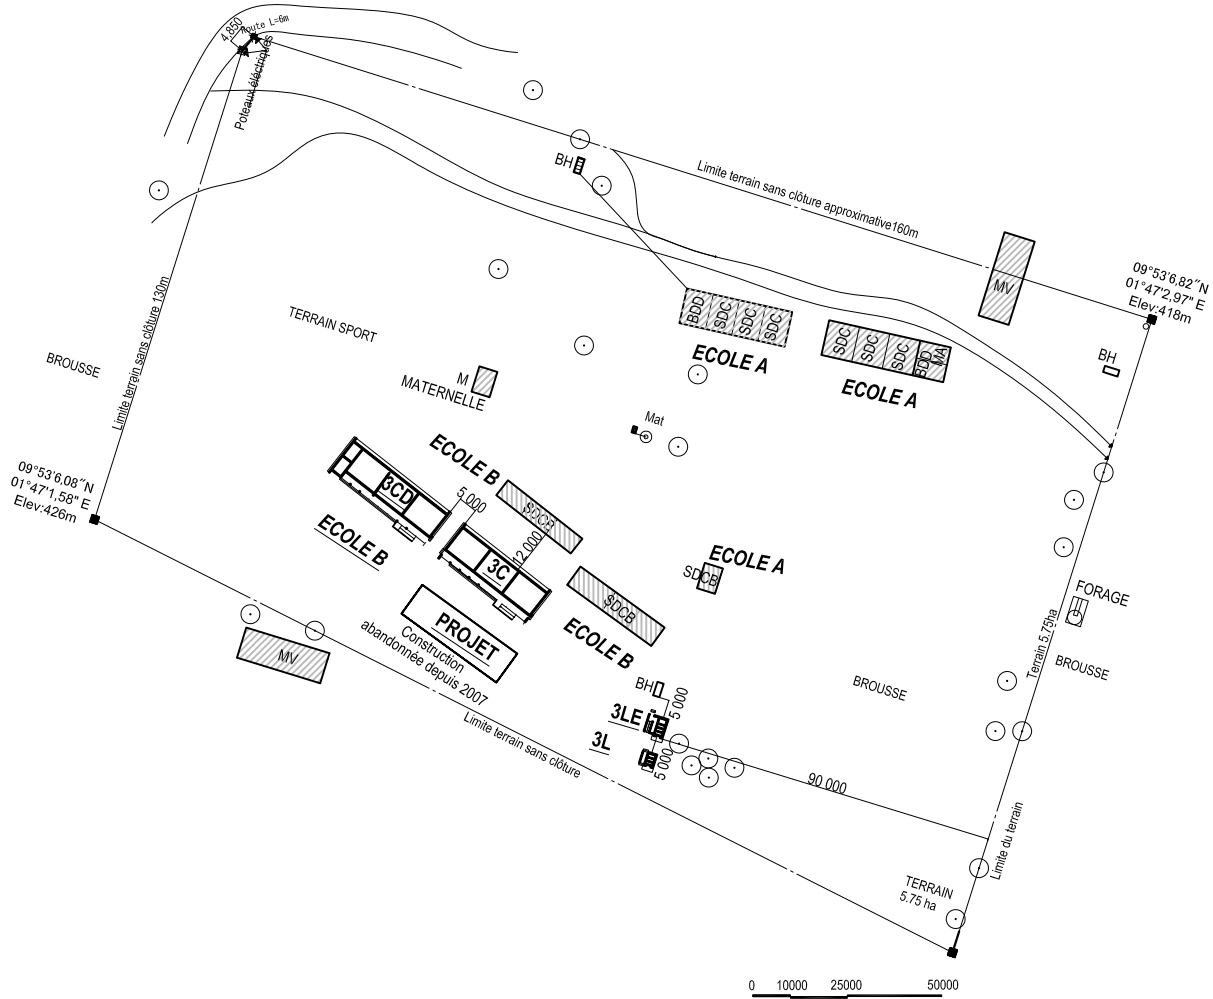 4,850
Route L=6m
Poteaux éléctriques
BH
Limite terrain sans clôture approximative160m
MV
09°53'6,82"N
01°47'2,97" E
Elev:418m
BH
Limite terrain sans clôture 130m
TERRAIN SPORT
BDD
SDC
SDC
SDC
ECOLE A
SDC
SDC
SDC
BDD
MA
ECOLE A
BROUSSE
M
MATERNELLE
Mat
ECOLE B
09°53'6,08"N
01°47'1,58" E
Elev:426m
3CD
5,000
SDCB
ECOLE B
12,000
3C
ECOLE A
SDCB
SDCB
ECOLE B
FORAGE
PROJET
Construction
abandonnée depuis 2007
MV
Terrain 5.75ha
BROUSSE
BROUSSE
BH
5 000
3LE
3L
5 000
Limite terrain sans clôture
90 000
Limite du terrain
TERRAIN
5.75 ha
0 10000 25000 50000